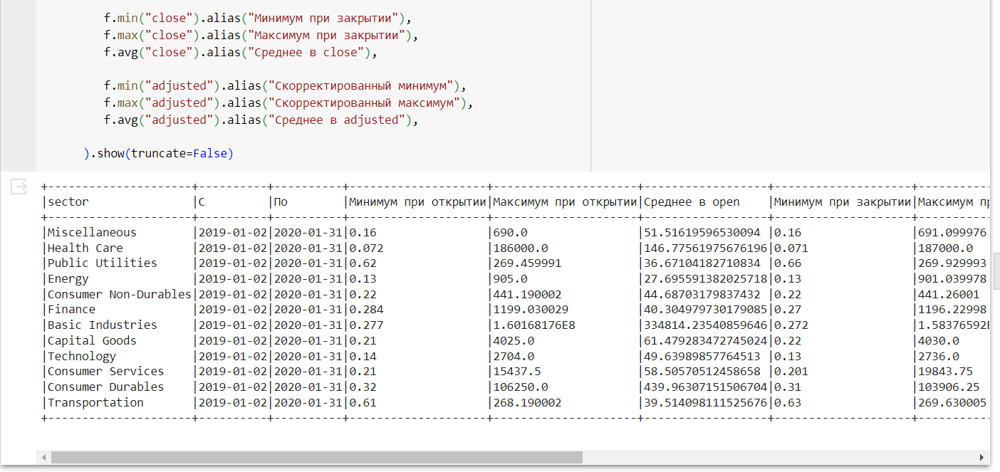 f.min("close").alias("Минимум при закрытии"),
f.max("close").alias("Максимум при закрытии"),
f.avg("close").alias("Среднее в close"),
f.min("adjusted").alias("Скорректированный минимум"),
f.max("adjusted").alias("Скорректированный максимум"),
f.avg("adjusted").alias("Среднее в adjusted"),
).show(truncate=False)
+---------------------+----------+----------+--------------------+---------------------+------------------+--------------------+-----------
|sector |С |По |Минимум при открытии|Максимум при открытии|Среднее в open |Минимум при закрытии|Максимум пр
+---------------------+----------+----------+--------------------+---------------------+------------------+--------------------+-----------
|Miscellaneous |2019-01-02|2020-01-31|0.16 |690.0 |51.51619596530094 |0.16 |691.099976
|Health Care |2019-01-02|2020-01-31|0.072 |186000.0 |146.77561975676196|0.071 |187000.0
|Public Utilities |2019-01-02|2020-01-31|0.62 |269.459991 |36.67104182710834 |0.66 |269.929993
|Energy |2019-01-02|2020-01-31|0.13 |905.0 |27.695591382025718|0.13 |901.039978
|Consumer Non-Durables|2019-01-02|2020-01-31|0.22 |441.190002 |44.68703179837432 |0.22 |441.26001
|Finance |2019-01-02|2020-01-31|0.284 |1199.030029 |40.304979730179085|0.27 |1196.22998
|Basic Industries |2019-01-02|2020-01-31|0.277 |1.60168176E8 |334814.23540859646|0.272 |1.58376592E
|Capital Goods |2019-01-02|2020-01-31|0.21 |4025.0 |61.479283472745024|0.22 |4030.0
|Technology |2019-01-02|2020-01-31|0.14 |2704.0 |49.63989857764513 |0.13 |2736.0
|Consumer Services |2019-01-02|2020-01-31|0.21 |15437.5 |58.50570512458658 |0.201 |19843.75
|Consumer Durables |2019-01-02|2020-01-31|0.32 |106250.0 |439.96307151506704|0.31 |103906.25
|Transportation |2019-01-02|2020-01-31|0.61 |268.190002 |39.514098111525676|0.63 |269.630005
+---------------------+----------+----------+--------------------+---------------------+------------------+--------------------+-----------